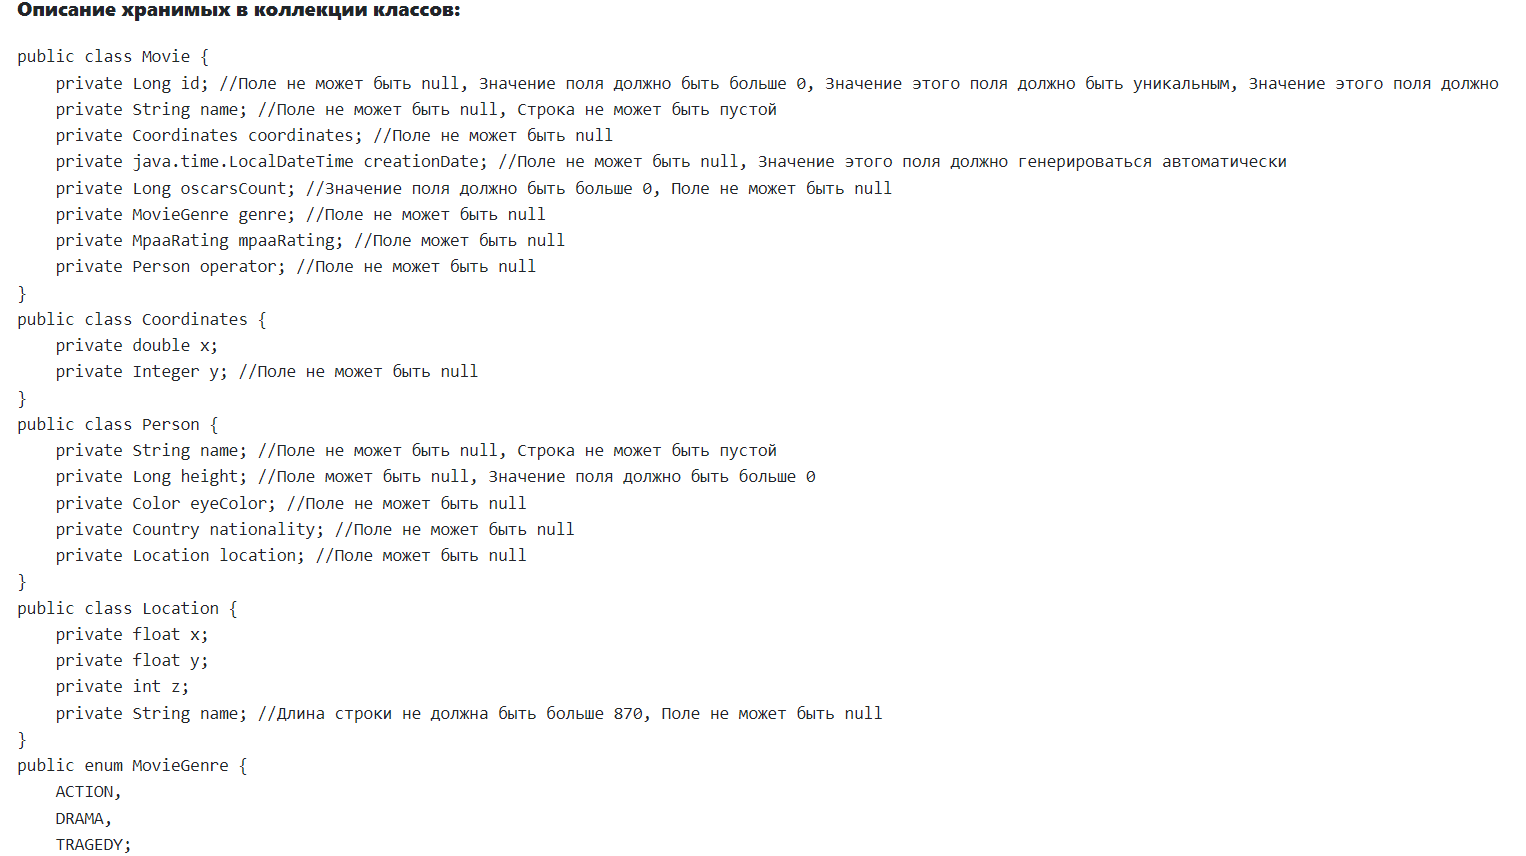 Описание хранимых в коллекции классов:
public class Movie {
    private Long id; //Поле не может быть null, Значение поля должно быть больше 0, Значение этого поля должно быть уникальным, Значение этого поля должно
    private String name; //Поле не может быть null, Строка не может быть пустой
    private Coordinates coordinates; //Поле не может быть null
    private java.time.LocalDateTime creationDate; //Поле не может быть null, Значение этого поля должно генерироваться автоматически
    private Long oscarsCount; //Значение поля должно быть больше 0, Поле не может быть null
    private MovieGenre genre; //Поле не может быть null
    private MpaaRating mpaaRating; //Поле может быть null
    private Person operator; //Поле не может быть null
}
public class Coordinates {
    private double x;
    private Integer y; //Поле не может быть null
}
public class Person {
    private String name; //Поле не может быть null, Строка не может быть пустой
    private Long height; //Поле может быть null, Значение поля должно быть больше 0
    private Color eyeColor; //Поле не может быть null
    private Country nationality; //Поле не может быть null
    private Location location; //Поле может быть null
}
public class Location {
    private float x;
    private float y;
    private int z;
    private String name; //Длина строки не должна быть больше 870, Поле не может быть null
}
public enum MovieGenre {
    ACTION,
    DRAMA,
    TRAGEDY;